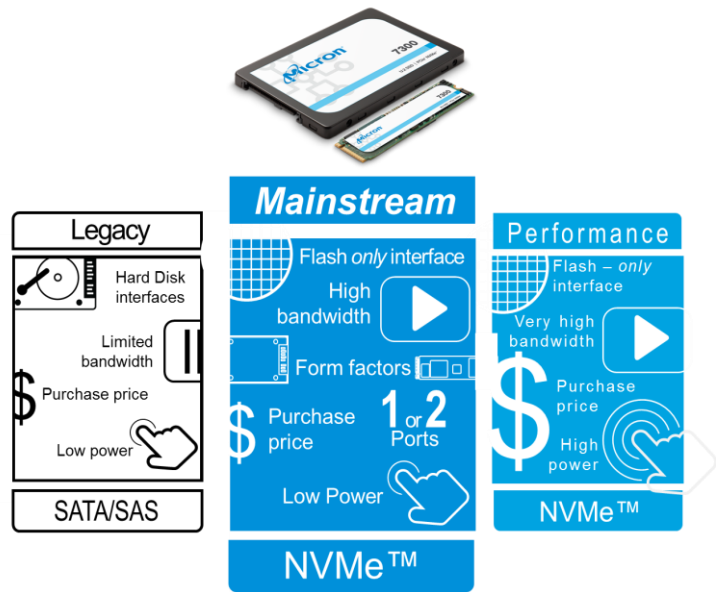 Micron
7300
Micron
7300
Legacy
Hard Disk
interfaces
Limited
bandwidth
$ Purchase price
Low power
SATA/SAS
Mainstream
Flash only interface
High
bandwidth
Form factors
$ Purchase
price
1 or 2
Ports
Low Power
NVMe™
Performance
Flash – only
interface
Very high
bandwidth
$ Purchase
price
High
power
NVMe™